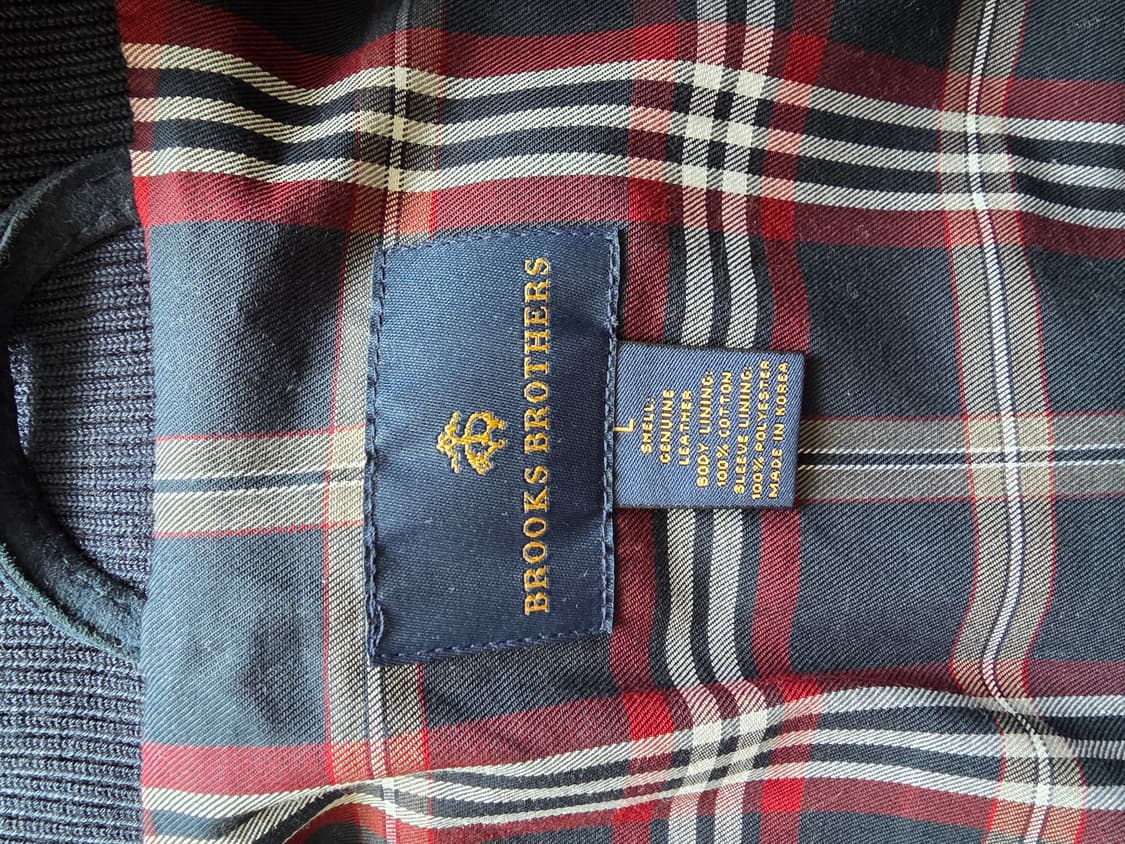 BROOKS BROTHERS
L
SHELL:
GENUINE
LEATHER
BODY LINING:
100% COTTON
SLEEVE LINING:
100% POLYESTER
MADE IN KOREA